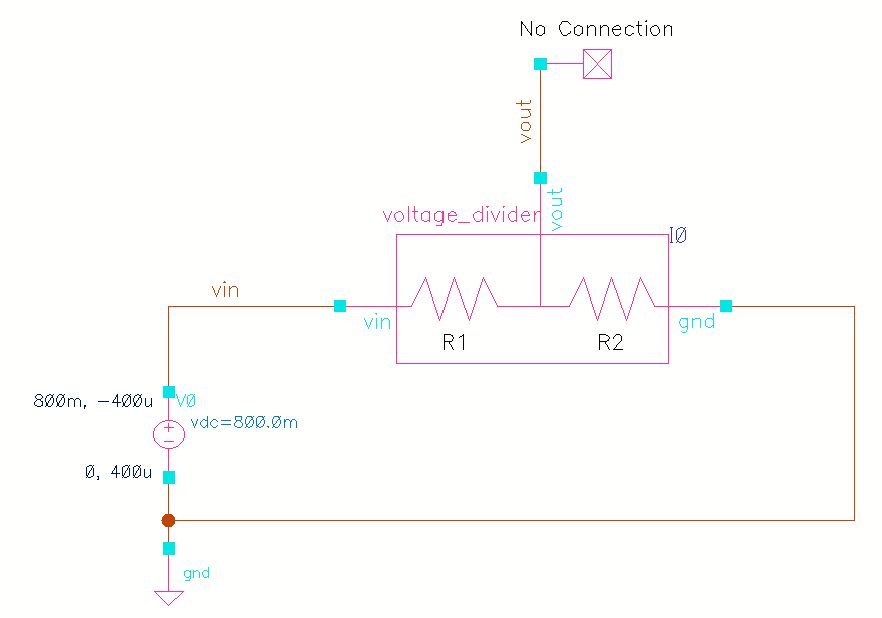 No Connection
vout
vout
voltage_divider
I0
vin
vin
gnd
R1
R2
800m, -400u
V0
vdc=800.0m
0, 400u
gnd